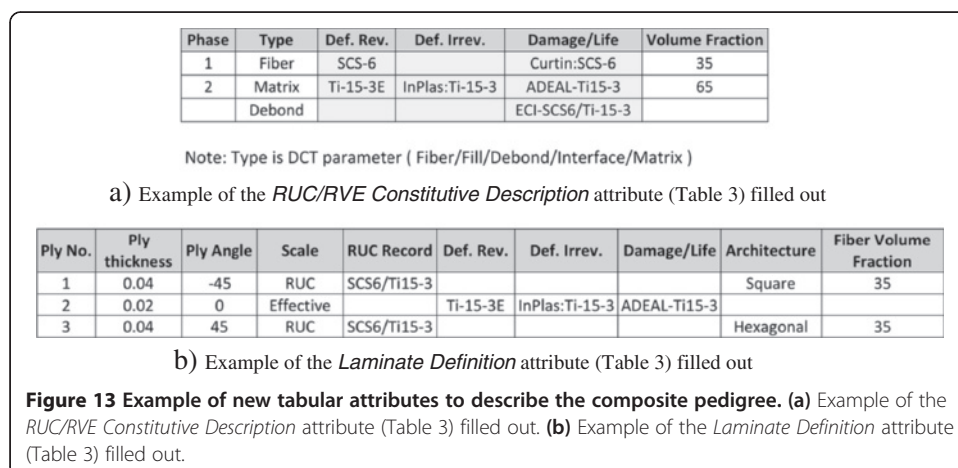 Phase Type Def. Rev. Def. Irrev. Damage/Life Volume Fraction
1 Fiber SCS-6 Curtin:SCS-6 35
2 Matrix Ti-15-3E InPlas:Ti-15-3 ADEAL-Ti15-3 65
Debond ECI-SCS6/Ti-15-3
Note: Type is DCT parameter ( Fiber/Fill/Debond/Interface/Matrix )
a) Example of the RUC/RVE Constitutive Description attribute (Table 3) filled out
Ply No. Ply thickness Ply Angle Scale RUC Record Def. Rev. Def. Irrev. Damage/Life Architecture Fiber Volume Fraction
1 0.04 -45 RUC SCS6/Ti15-3 Square 35
2 0.02 0 Effective Ti-15-3E InPlas:Ti-15-3 ADEAL-Ti15-3
3 0.04 45 RUC SCS6/Ti15-3 Hexagonal 35
b) Example of the Laminate Definition attribute (Table 3) filled out
Figure 13 Example of new tabular attributes to describe the composite pedigree. (a) Example of the
RUC/RVE Constitutive Description attribute (Table 3) filled out. (b) Example of the Laminate Definition attribute
(Table 3) filled out.